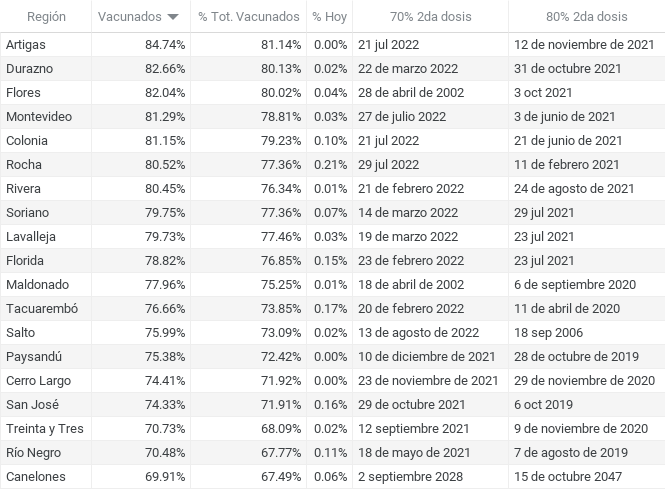 Región Vacunados % Tot. Vacunados % Hoy 70% 2da dosis 80% 2da dosis
Artigas 84.74% 81.14% 0.00% 21 jul 2022 12 de noviembre de 2021
Durazno 82.66% 80.13% 0.02% 22 de marzo 2022 31 de octubre 2021
Flores 82.04% 80.02% 0.04% 28 de abril de 2002 3 oct 2021
Montevideo 81.29% 78.81% 0.03% 27 de julio 2022 3 de junio de 2021
Colonia 81.15% 79.23% 0.10% 21 jul 2022 21 de junio de 2021
Rocha 80.52% 77.36% 0.21% 29 jul 2022 11 de febrero 2021
Rivera 80.45% 76.34% 0.01% 21 de febrero 2022 24 de agosto de 2021
Soriano 79.75% 77.36% 0.07% 14 de marzo 2022 29 jul 2021
Lavalleja 79.73% 77.46% 0.03% 19 de marzo 2022 23 jul 2021
Florida 78.82% 76.85% 0.15% 23 de febrero 2022 23 jul 2021
Maldonado 77.96% 75.25% 0.01% 18 de abril de 2002 6 de septiembre 2020
Tacuarembó 76.66% 73.85% 0.17% 20 de febrero 2022 11 de abril de 2020
Salto 75.99% 73.09% 0.02% 13 de agosto de 2022 18 sep 2006
Paysandú 75.38% 72.42% 0.00% 10 de diciembre de 2021 28 de octubre de 2019
Cerro Largo 74.41% 71.92% 0.00% 23 de noviembre de 2021 29 de noviembre de 2020
San José 74.33% 71.91% 0.16% 29 de octubre 2021 6 oct 2019
Treinta y Tres 70.73% 68.09% 0.02% 12 septiembre 2021 9 de noviembre de 2020
Río Negro 70.48% 67.77% 0.11% 18 de mayo de 2021 7 de agosto de 2019
Canelones 69.91% 67.49% 0.06% 2 septiembre 2028 15 de octubre 2047